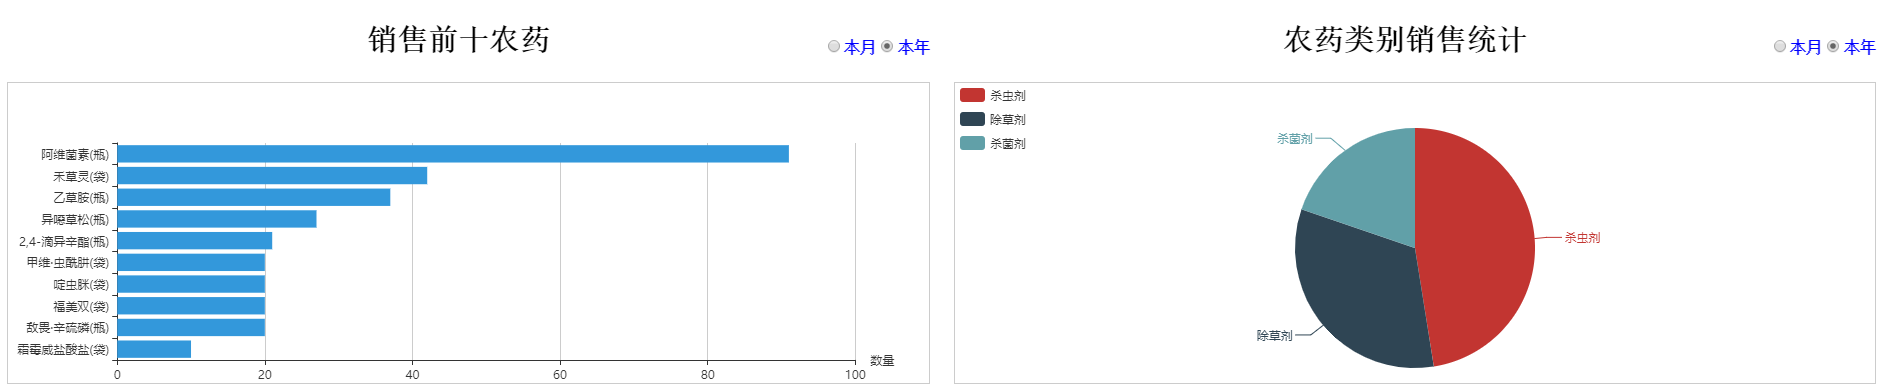 销售前十农药
本月 本年
阿维菌素(瓶)
禾草灵(袋)
乙草胺(瓶)
异噁草松(瓶)
2,4-滴异辛酯(瓶)
甲维·虫酰肼(袋)
啶虫脒(袋)
福美双(袋)
敌畏·辛硫磷(瓶)
霜霉威盐酸盐(袋)
数量
0 20 40 60 80 100
农药类别销售统计
本月 本年
杀虫剂
除草剂
杀菌剂
杀菌剂
杀虫剂
除草剂